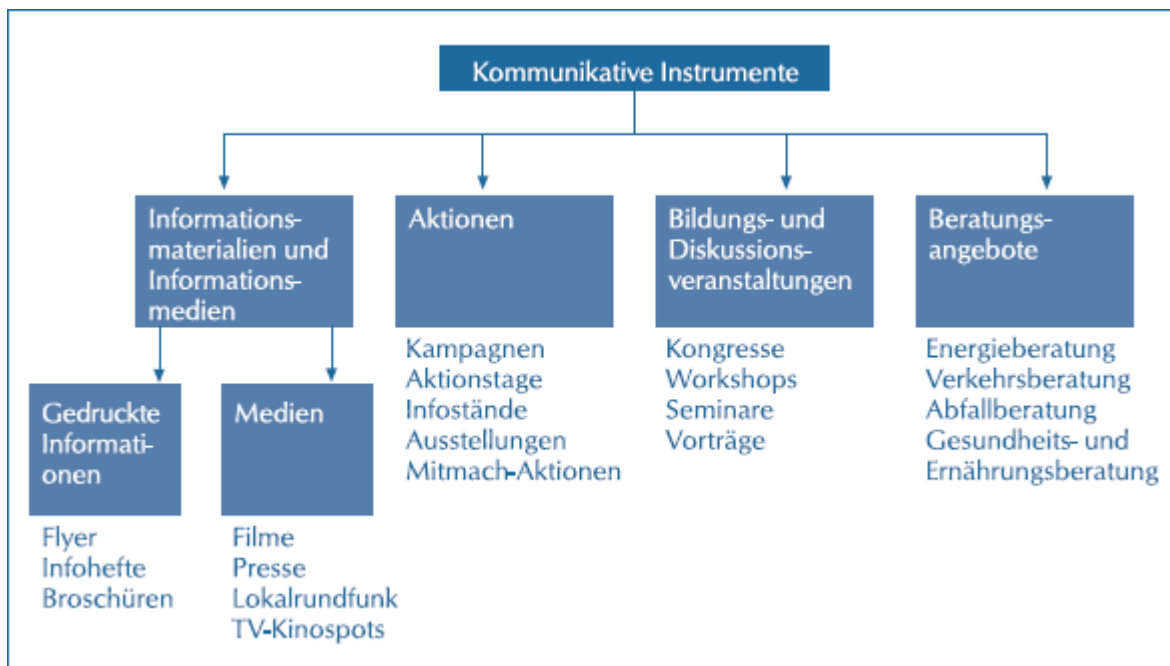 Kommunikative Instrumente
Informations-
materialien und
Informations-
medien
Gedruckte
Informati-
onen
Flyer
Infohefte
Broschüren
Medien
Filme
Presse
Lokalrundfunk
TV-Kinospots
Aktionen
Kampagnen
Aktionstage
Infostände
Ausstellungen
Mitmach-Aktionen
Bildungs- und
Diskussions-
veranstaltungen
Kongresse
Workshops
Seminare
Vorträge
Beratungs-
angebote
Energieberatung
Verkehrsberatung
Abfallberatung
Gesundheits- und
Ernährungsberatung